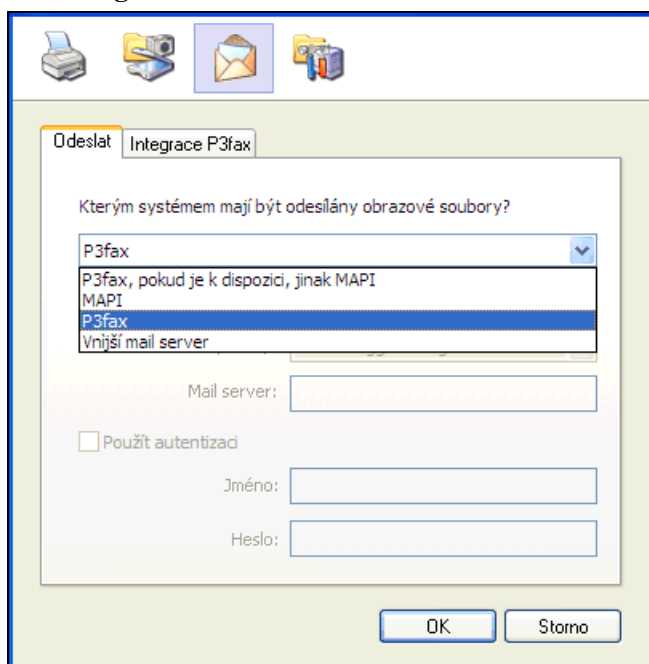 Odeslat Integrace P3fax
Kterým systémem mají být odesílány obrazové soubory?
P3fax
P3fax, pokud je k dispozici, jinak MAPI
MAPI
P3fax
Vnìjší mail server
Mail server:
Použít autentizaci
Jméno:
Heslo:
OK Storno